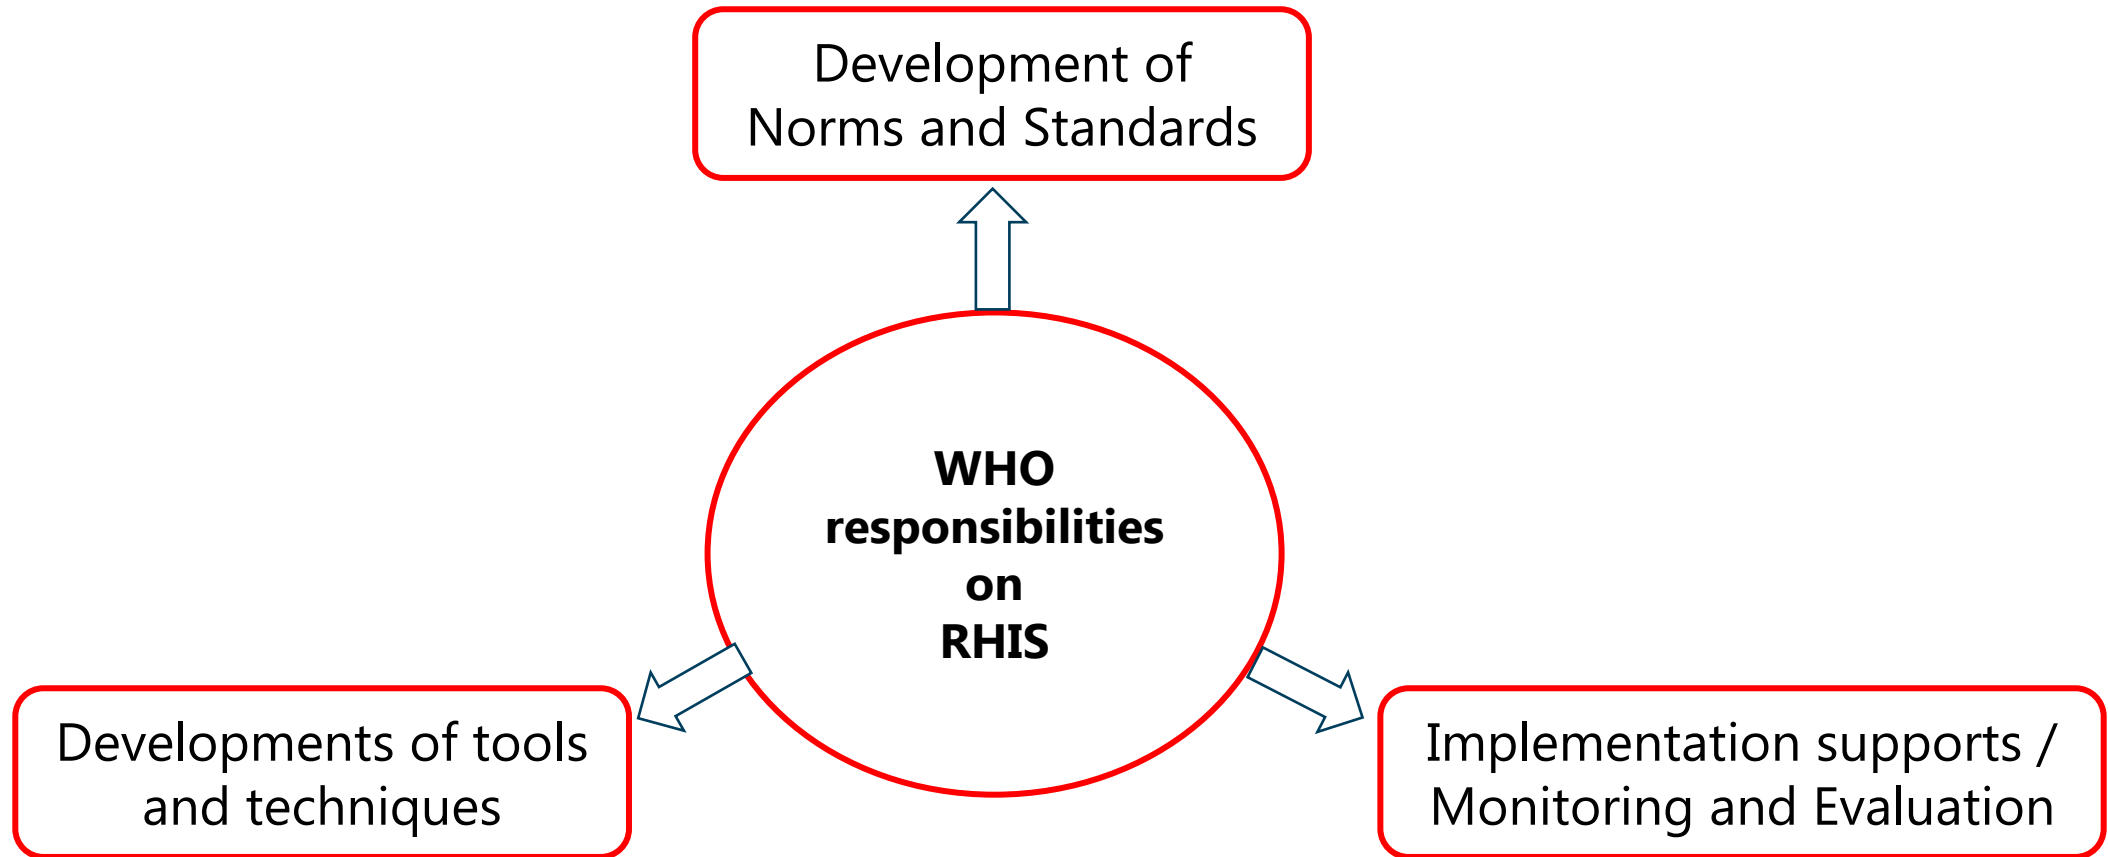 Development of
Norms and Standards
WHO
responsibilities
on
RHIS
Developments of tools
and techniques
Implementation supports /
Monitoring and Evaluation